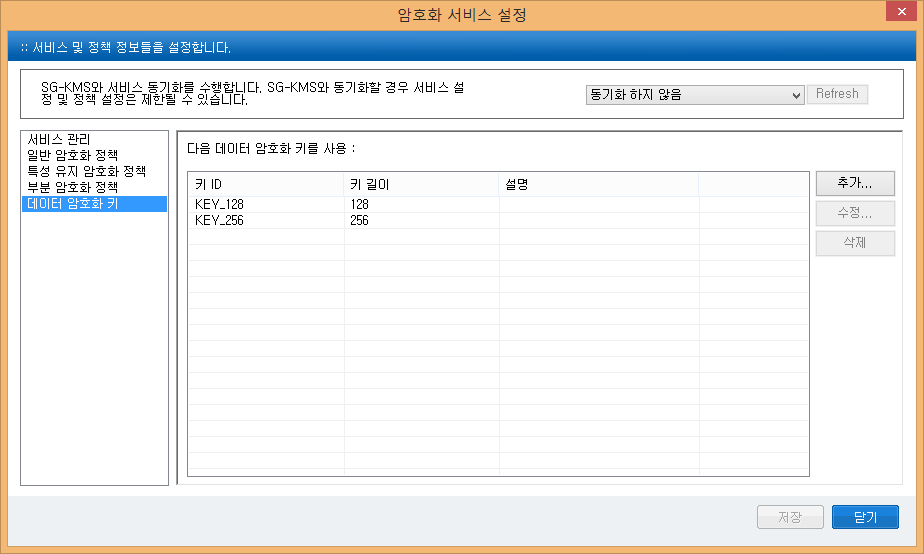 암호화 서비스 설정
:: 서비스 및 정책 정보들을 설정합니다.
SG-KMS와 서비스 동기화를 수행합니다. SG-KMS와 동기화할 경우 서비스 설
정 및 정책 설정은 제한될 수 있습니다.
동기화 하지 않음
Refresh
서비스 관리
일반 암호화 정책
특성 유지 암호화 정책
부분 암호화 정책
데이터 암호화 키
다음 데이터 암호화 키를 사용 :
키 ID 키 길이 설명
KEY_128 128
KEY_256 256
추가...
수정...
삭제
저장
닫기